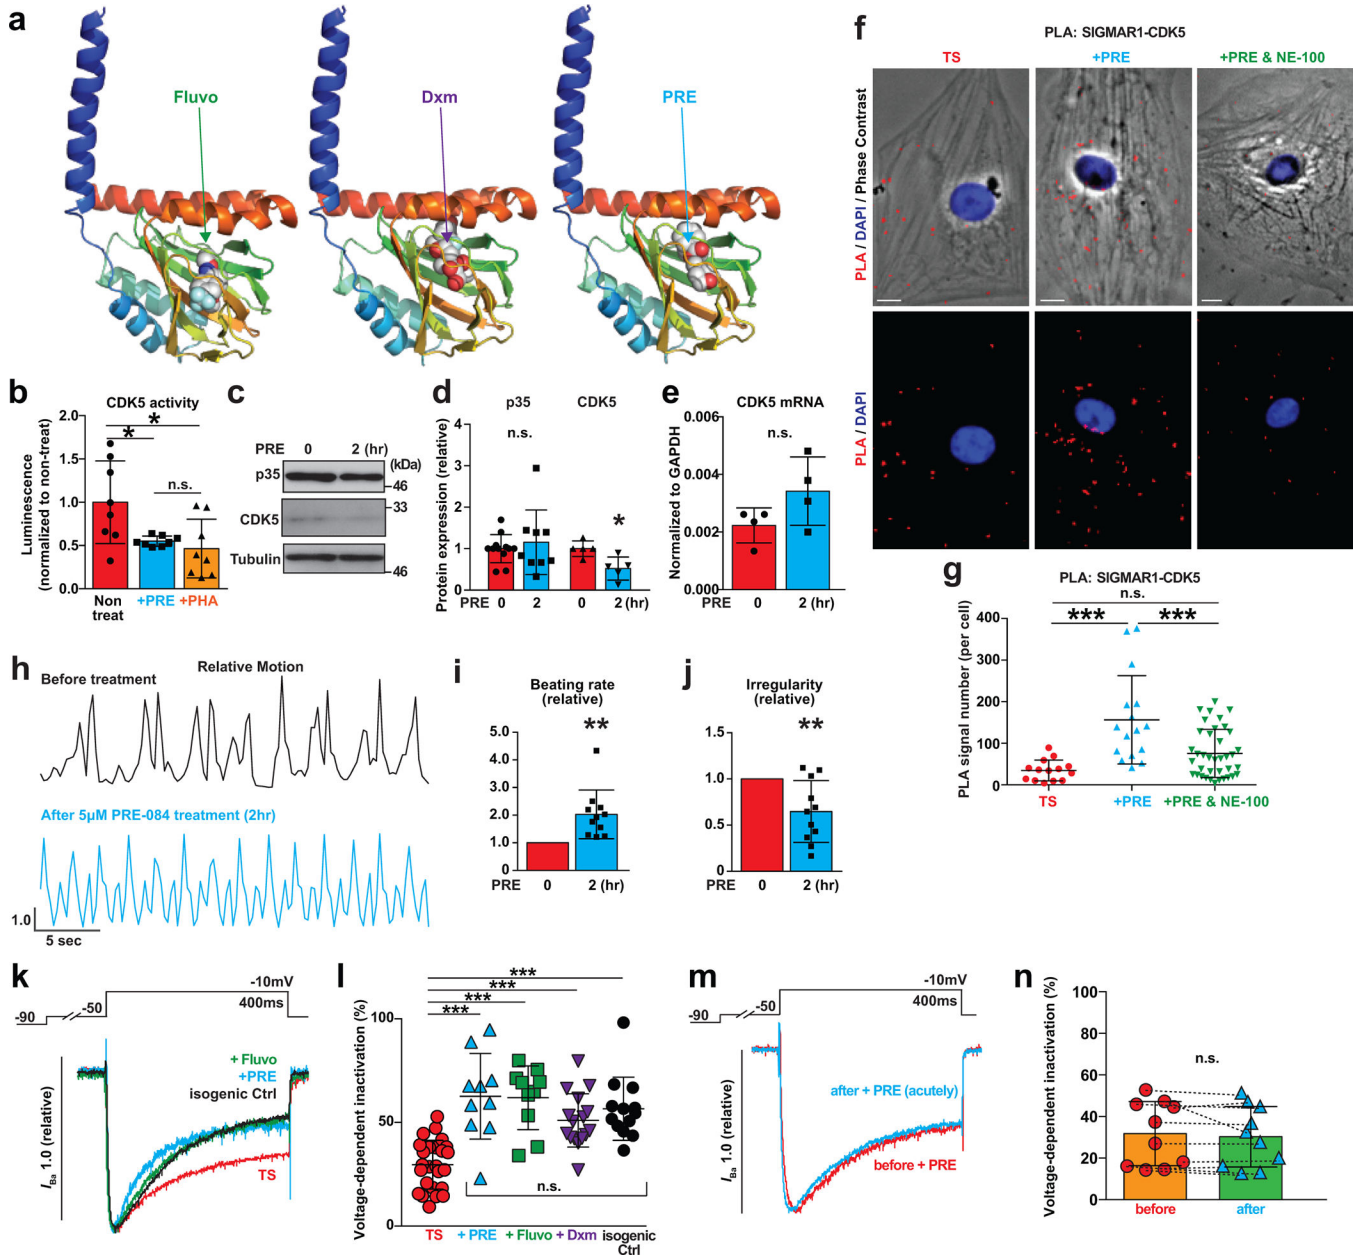 a
Fluvo
Dxm
PRE
b
CDK5 activity
Luminescence
(normalized to non-treat)
2.0
1.5
1.0
0.5
0.0
*
*
n.s.
Non
treat
+PRE
+PHA
c
PRE 0 2 (hr)
(kDa)
p35
46
33
CDK5
Tubulin
46
d
p35 CDK5
Protein expression (relative)
4
3
2
1
0
n.s.
*
PRE 0 2 0 2 (hr)
e
CDK5 mRNA
Normalized to GAPDH
0.006
0.004
0.002
0.000
n.s.
PRE 0 2 (hr)
f
PLA: SIGMAR1-CDK5
TS
+PRE
+PRE & NE-100
PLA / DAPI / Phase Contrast
PLA / DAPI
g
PLA: SIGMAR1-CDK5
n.s.
*** ***
PLA signal number (per cell)
400
300
200
100
0
TS
+PRE
+PRE & NE-100
h
Relative Motion
Before treatment
After 5µM PRE-084 treatment (2hr)
1.0
5 sec
i
Beating rate
(relative)
**
5.0
4.0
3.0
2.0
1.0
0
PRE 0 2 (hr)
j
Irregularity
(relative)
**
1.5
1.0
0.5
0
PRE 0 2 (hr)
k
-10mV
400ms
-50
-90
+ Fluvo
+PRE
isogenic Ctrl
TS
IBa 1.0 (relative)
l
Voltage-dependent inactivation (%)
100
50
0
***
***
***
***
n.s.
TS
+ PRE
+ Fluvo
+ Dxm
isogenic
Ctrl
m
-10mV
400ms
-50
-90
after + PRE (acutely)
before + PRE
IBa 1.0 (relative)
n
Voltage-dependent inactivation (%)
100
80
60
40
20
0
n.s.
before
after